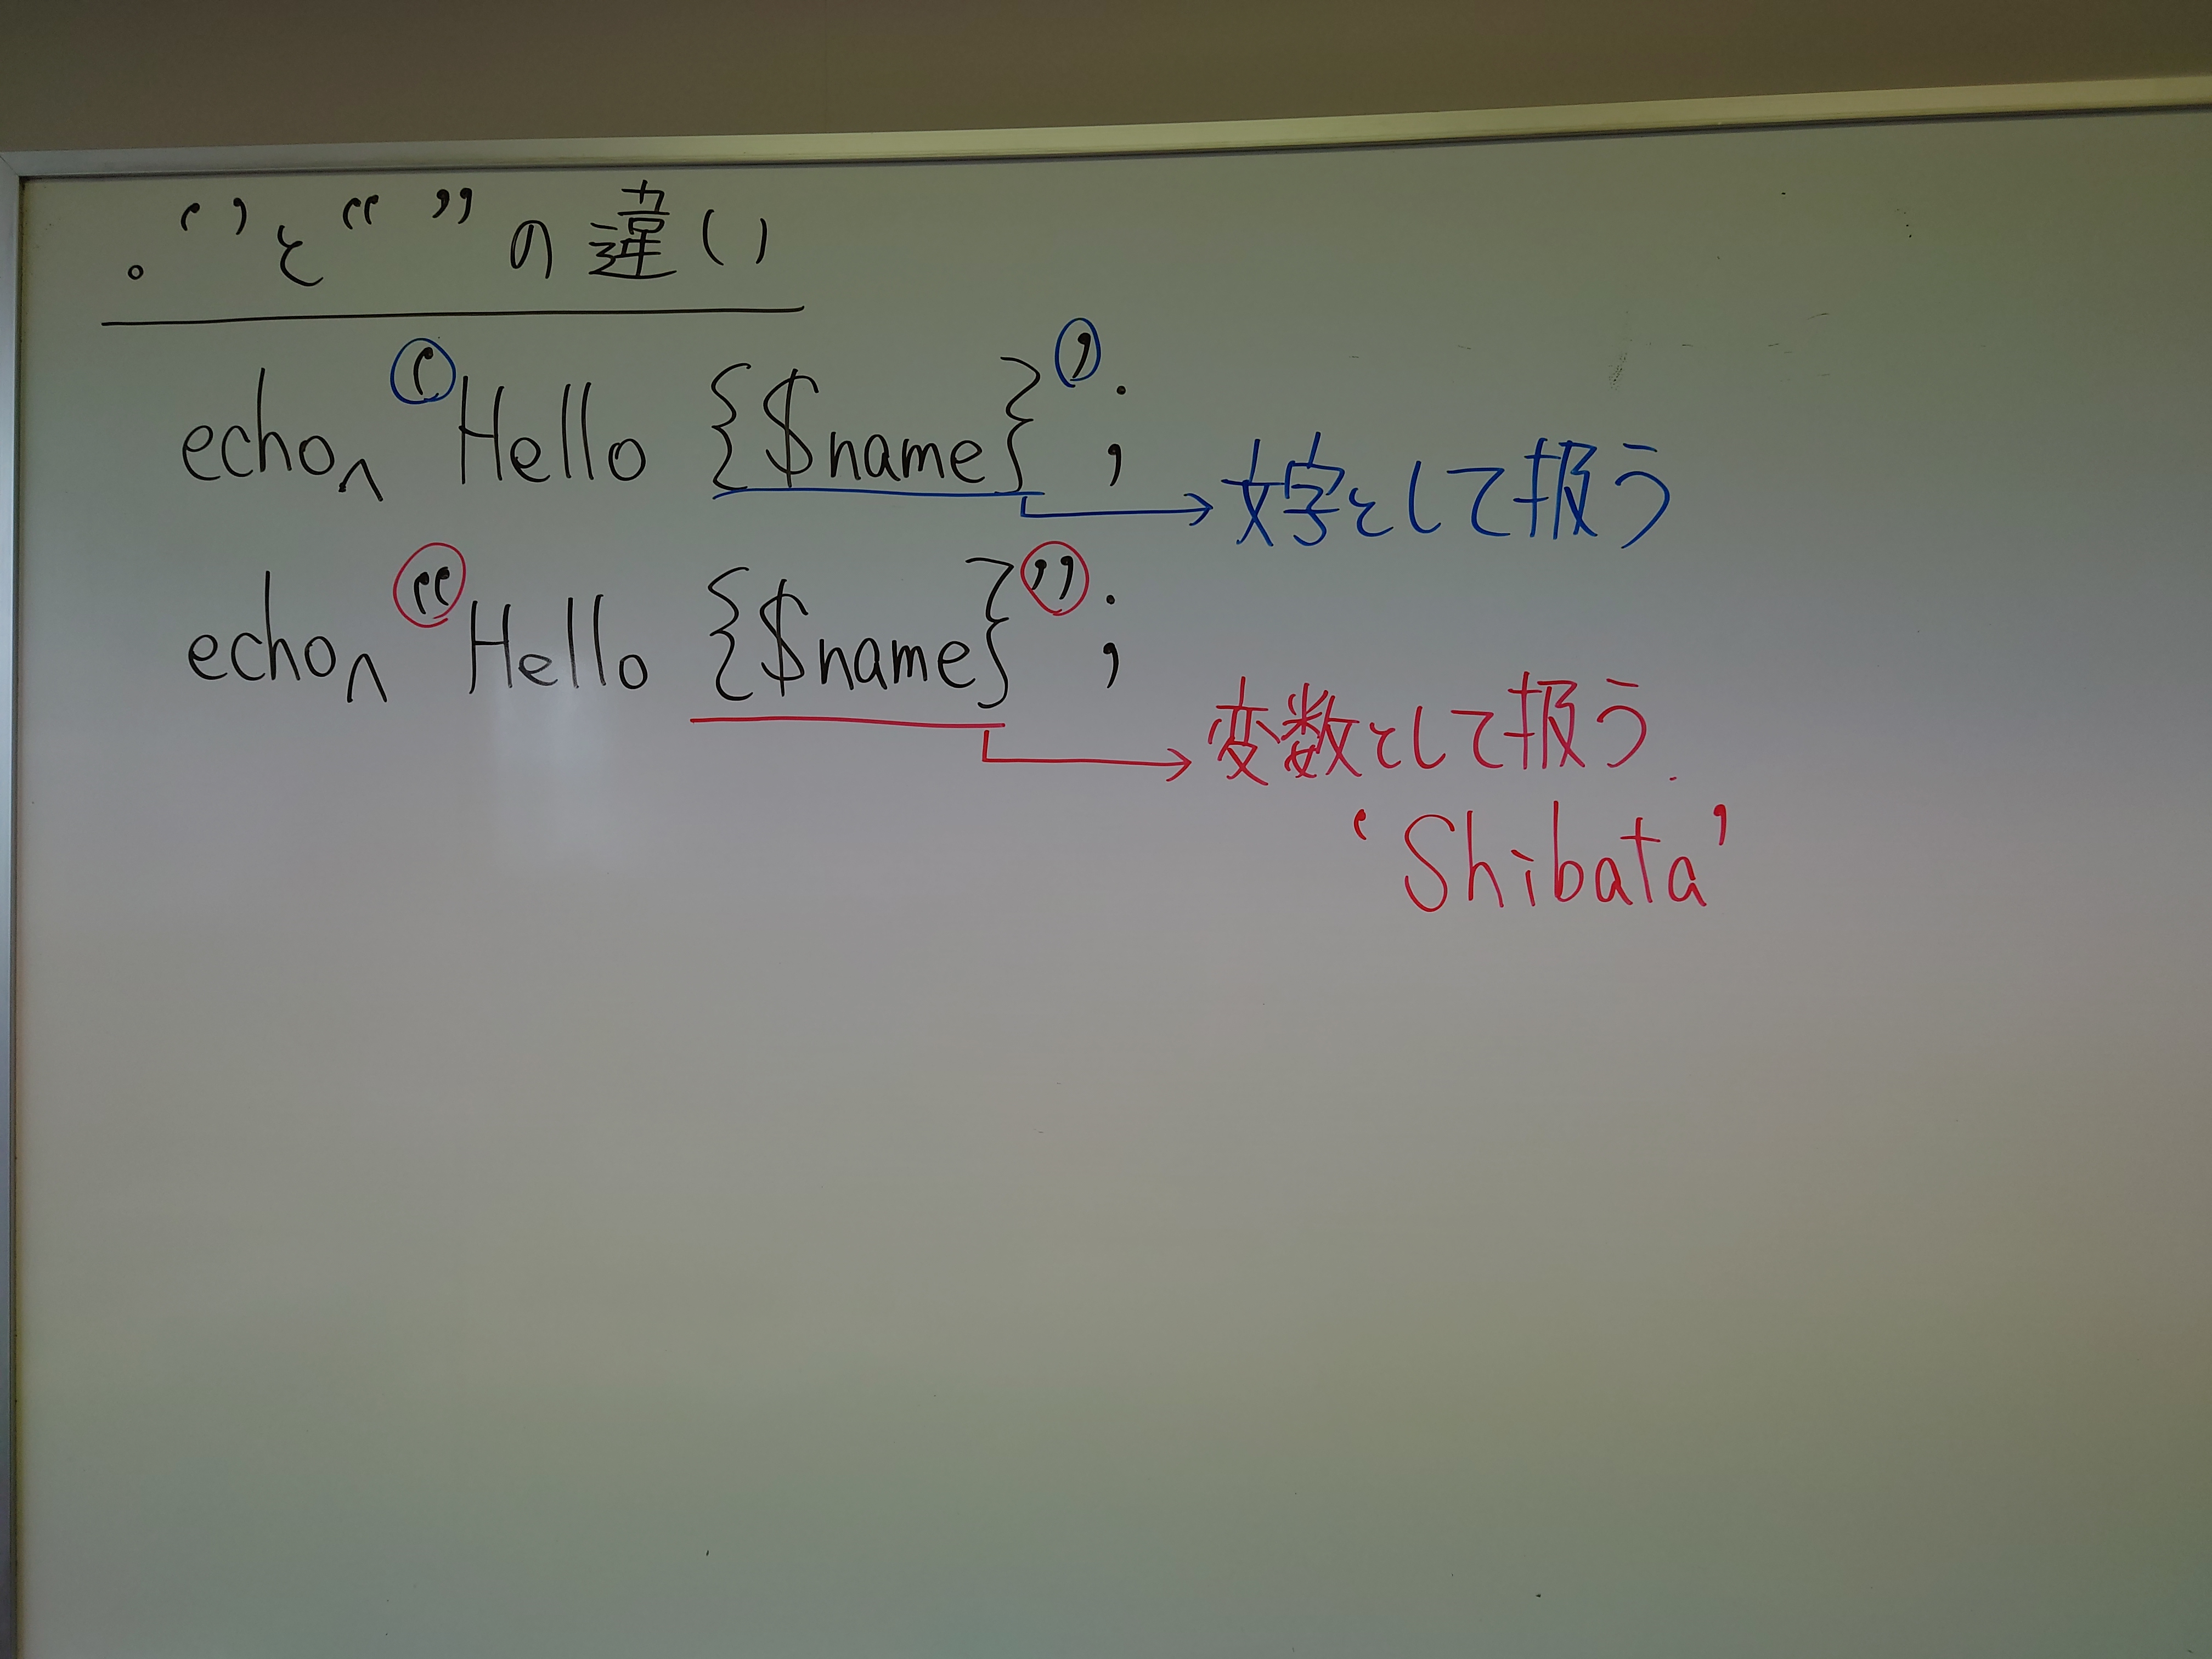 。‘ ’と“ ”の違い
echo‸ ‘Hello {$name}’;
文字として扱う
echo‸ “Hello {$name}”;
変数として扱う.
‘Shibata’